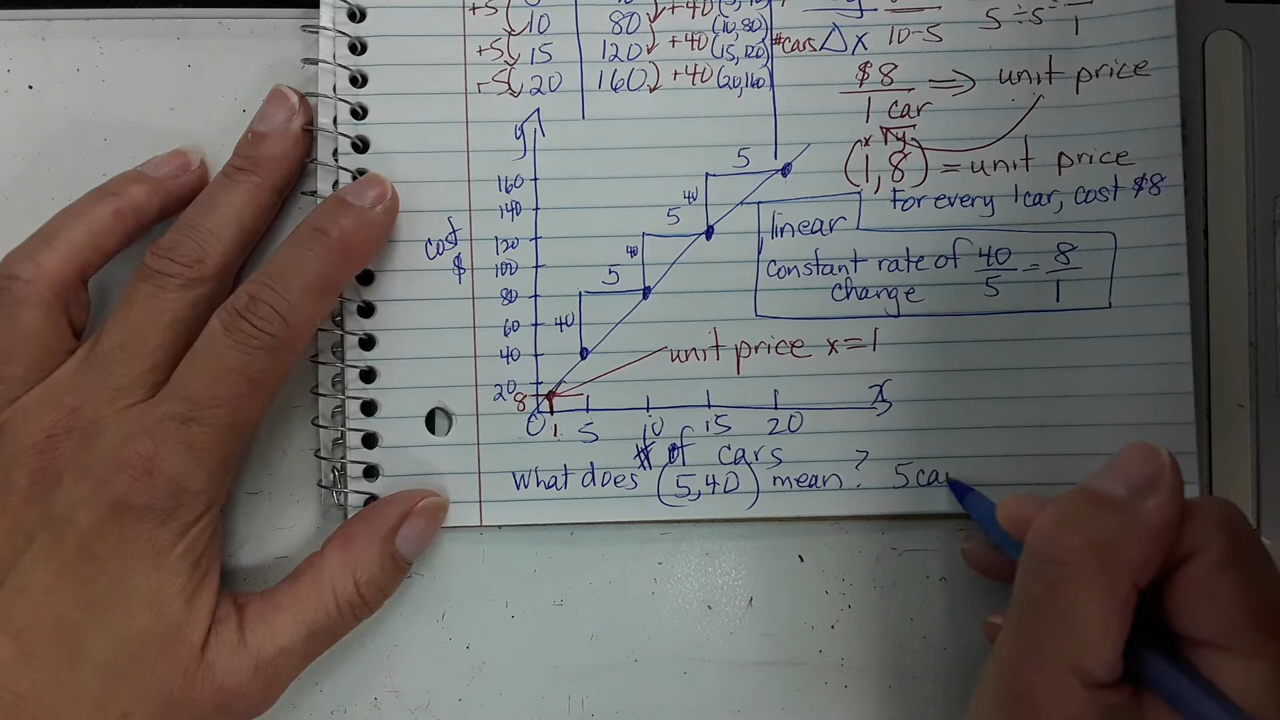 +5 10 80 +40 (10,80)
+5 15 120 +40 (15,120) #cars Δx 10-5 5÷5 = 1
+5 20 160 +40 (20,160)
$8 ⇒ unit price
1 car
x y
(1,8) = unit price
For every 1 car, cost $8
linear
constant rate of 40/5 = 8/1
change
y
160
140
120
100
80
60
40
20
8
cost
$
5
40
5
40
5
40
unit price x=1
x
0 1 5 10 15 20
# of cars
What does (5,40) mean? 5 ca